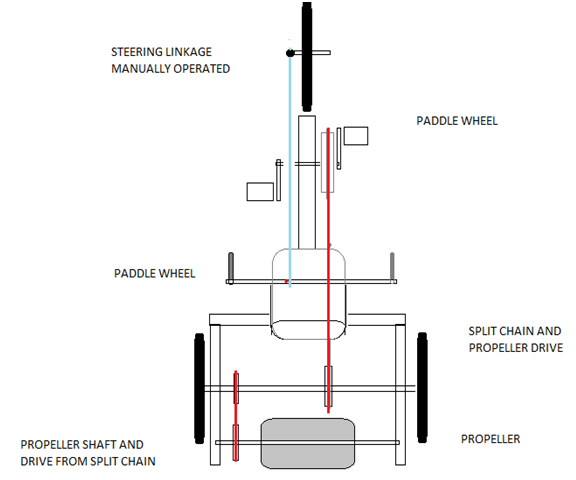 STEERING LINKAGE
MANUALLY OPERATED
PADDLE WHEEL
PADDLE WHEEL
SPLIT CHAIN AND
PROPELLER DRIVE
PROPELLER SHAFT AND
DRIVE FROM SPLIT CHAIN
PROPELLER